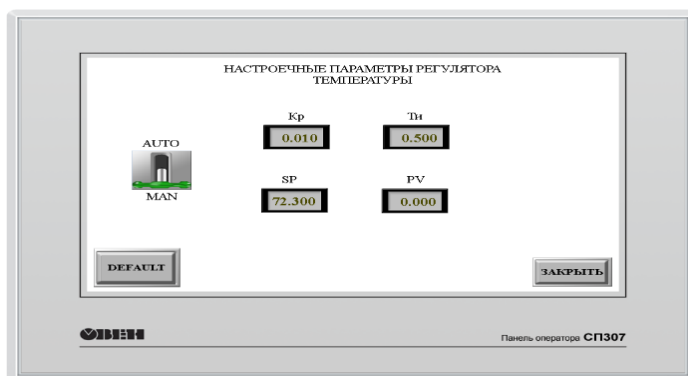 НАСТРОЕЧНЫЕ ПАРАМЕТРЫ РЕГУЛЯТОРА
ТЕМПЕРАТУРЫ
Кр Ти
0.010 0.500
AUTO
MAN
SP PV
72.300 0.000
DEFAULT ЗАКРЫТЬ
ОВЕН Панель оператора СП307